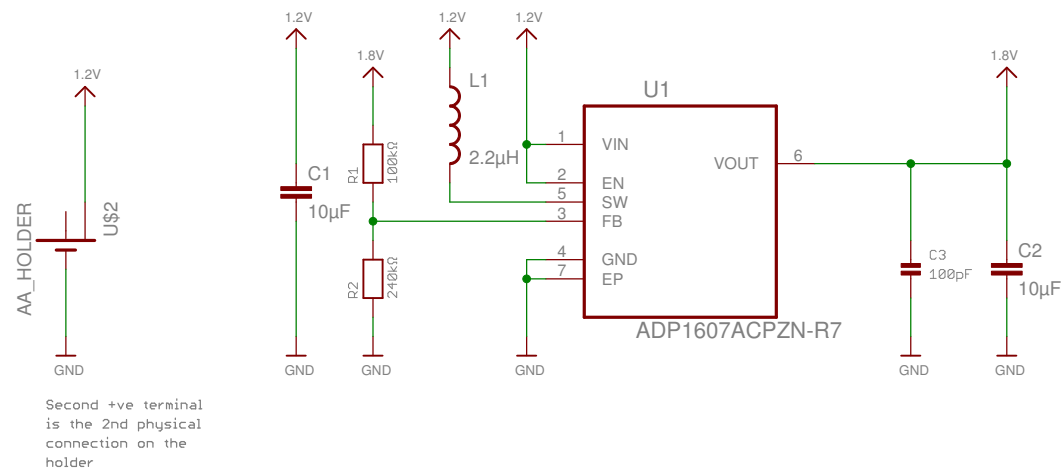 1.2V
AA_HOLDER
U$2
GND
Second +ve terminal
is the 2nd physical
connection on the
holder
1.2V
C1
10µF
GND
1.8V
R1
100kΩ
R2
240kΩ
GND
1.2V
L1
2.2µH
1.2V
GND
U1
1 VIN
2 EN
5 SW
3 FB
4 GND
7 EP
VOUT 6
ADP1607ACPZN-R7
1.8V
C3
100pF
GND
C2
10µF
GND